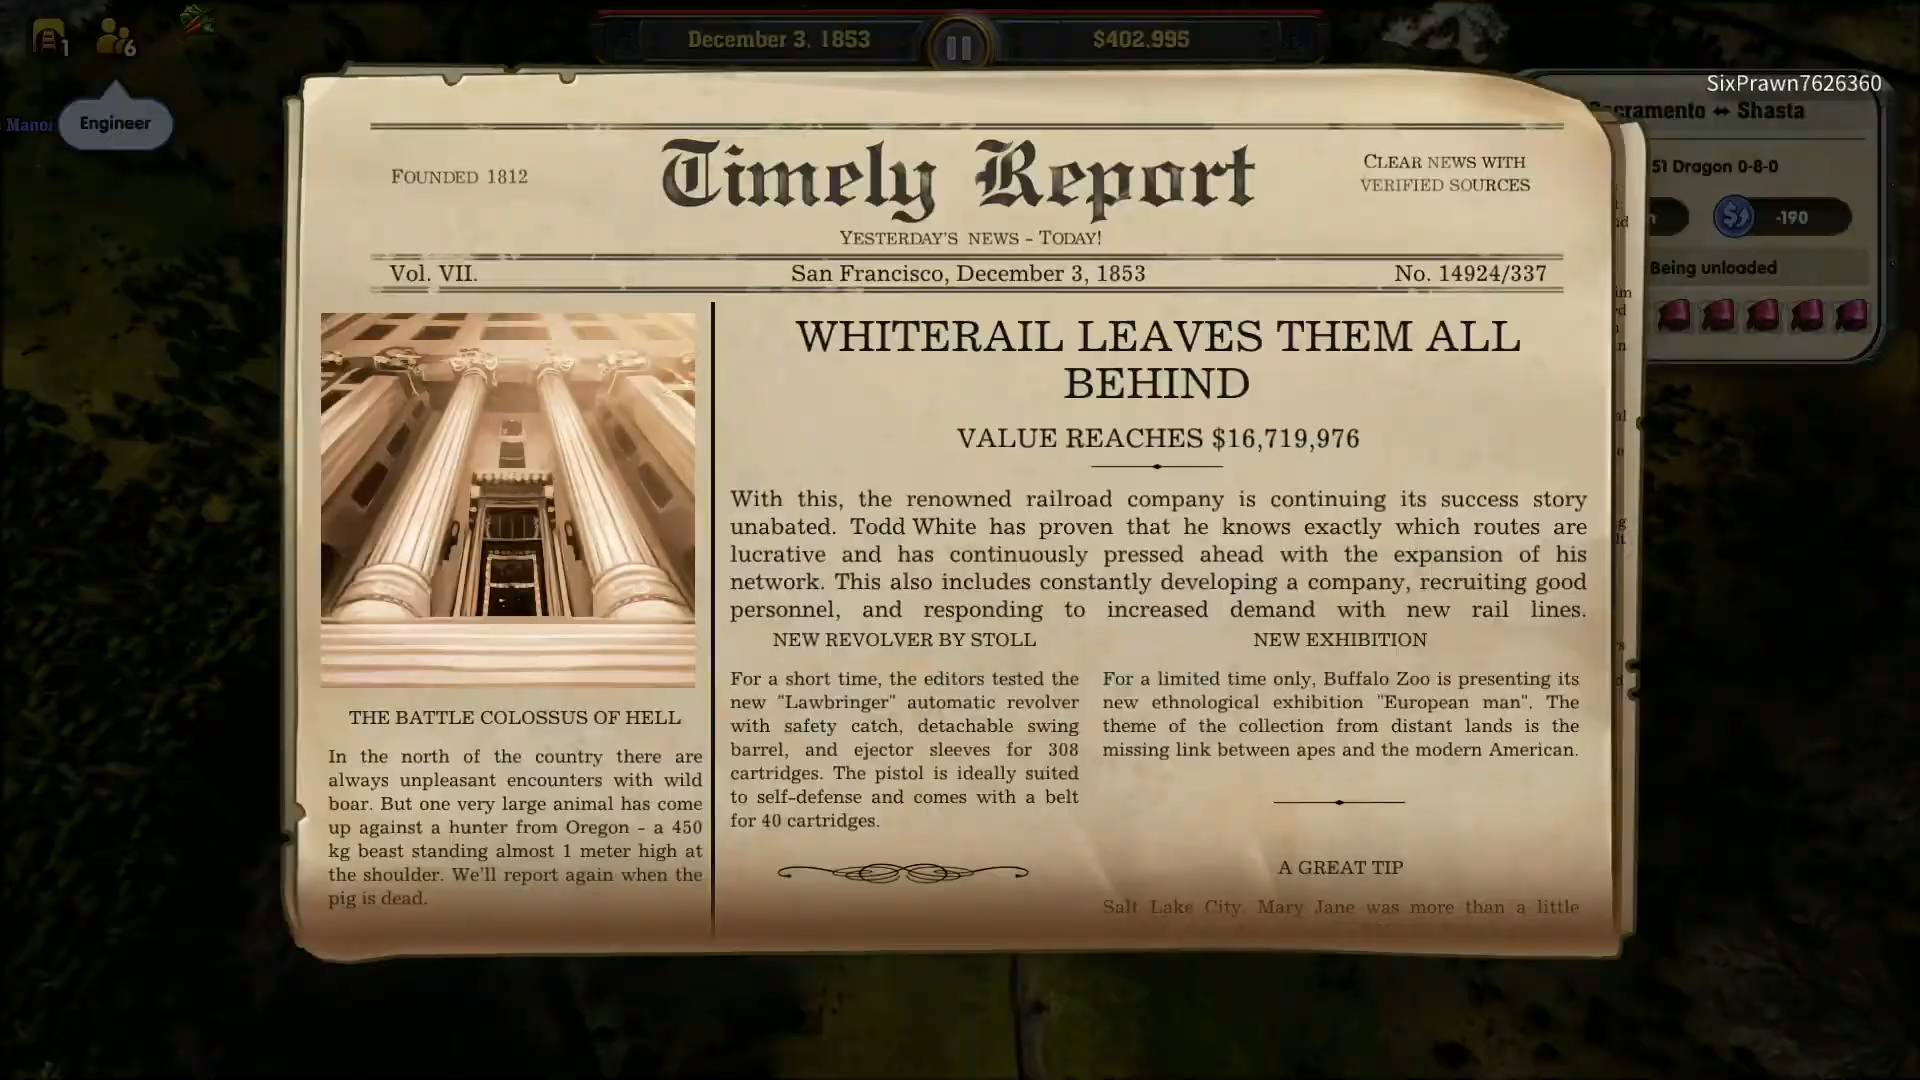 1
6
December 3, 1853
$402,995
SixPrawn7626360
Engineer
Sacramento ↔ Shasta
51 Dragon 0-8-0
-190
Being unloaded
FOUNDED 1812
Timely Report
CLEAR NEWS WITH
VERIFIED SOURCES
YESTERDAY'S NEWS - TODAY!
Vol. VII.
San Francisco, December 3, 1853
No. 14924/337
WHITERAIL LEAVES THEM ALL
BEHIND
VALUE REACHES $16,719,976
With this, the renowned railroad company is continuing its success story
unabated. Todd White has proven that he knows exactly which routes are
lucrative and has continuously pressed ahead with the expansion of his
network. This also includes constantly developing a company, recruiting good
personnel, and responding to increased demand with new rail lines.
THE BATTLE COLOSSUS OF HELL
In the north of the country there are
always unpleasant encounters with wild
boar. But one very large animal has come
up against a hunter from Oregon - a 450
kg beast standing almost 1 meter high at
the shoulder. We'll report again when the
pig is dead.
NEW REVOLVER BY STOLL
For a short time, the editors tested the
new "Lawbringer" automatic revolver
with safety catch, detachable swing
barrel, and ejector sleeves for 308
cartridges. The pistol is ideally suited
to self-defense and comes with a belt
for 40 cartridges.
NEW EXHIBITION
For a limited time only, Buffalo Zoo is presenting its
new ethnological exhibition "European man". The
theme of the collection from distant lands is the
missing link between apes and the modern American.
A GREAT TIP
Salt Lake City. Mary Jane was more than a little